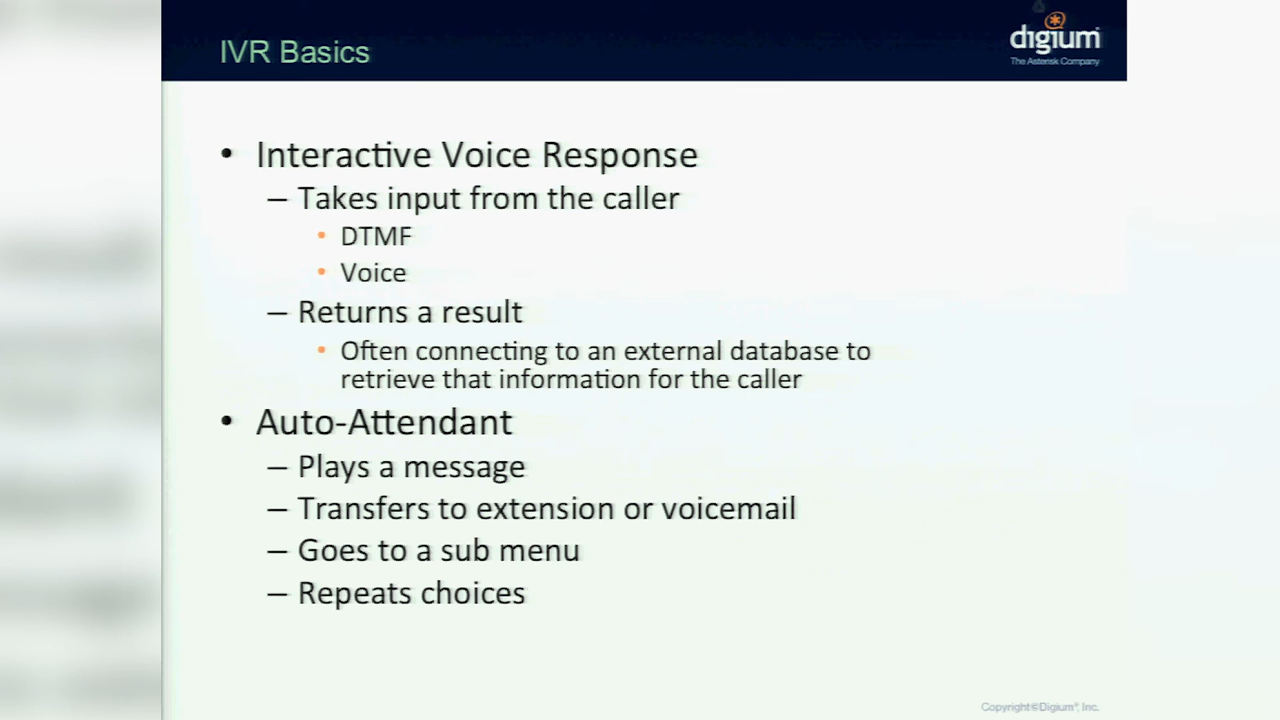 IVR Basics
digium
The Asterisk Company
• Interactive Voice Response
– Takes input from the caller
• DTMF
• Voice
– Returns a result
• Often connecting to an external database to
retrieve that information for the caller
• Auto-Attendant
– Plays a message
– Transfers to extension or voicemail
– Goes to a sub menu
– Repeats choices
Copyright©Digium®, Inc.